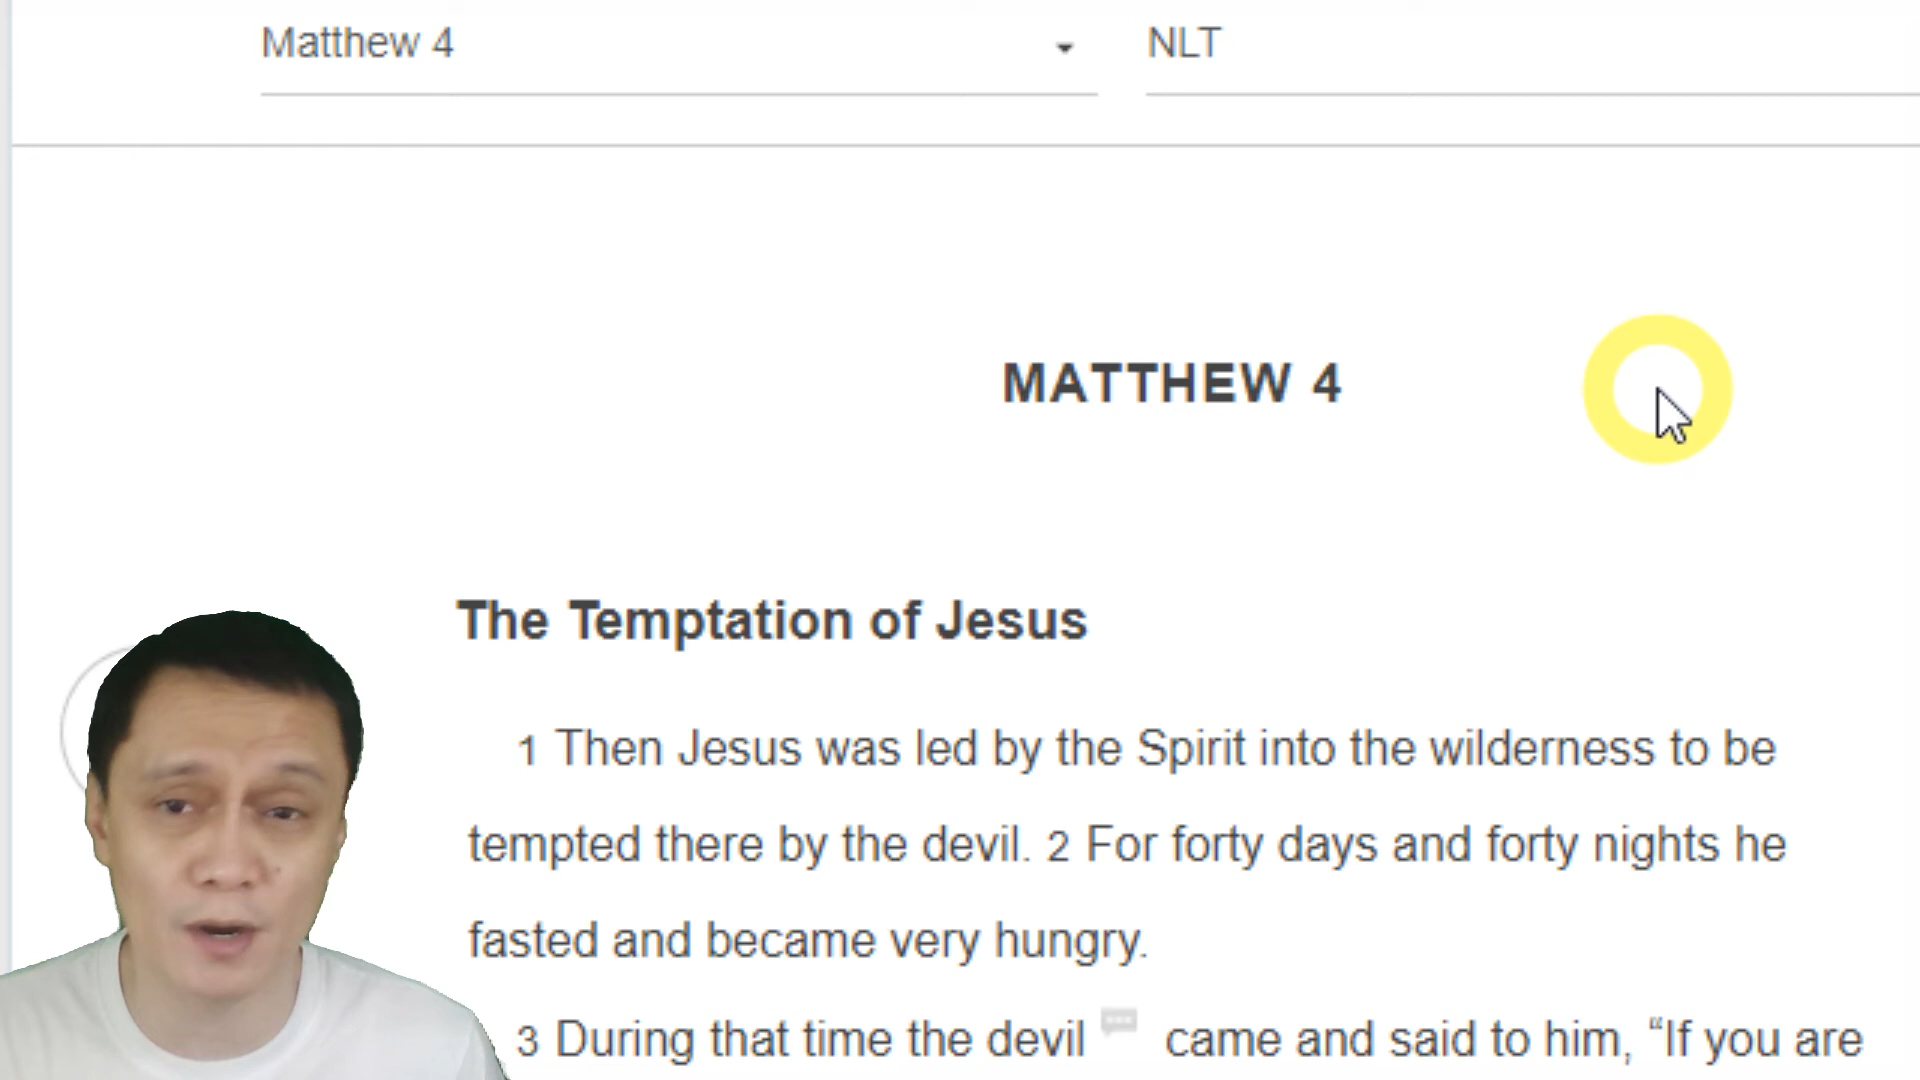 Matthew 4 NLT
MATTHEW 4
The Temptation of Jesus
1 Then Jesus was led by the Spirit into the wilderness to be
tempted there by the devil. 2 For forty days and forty nights he
fasted and became very hungry.
3 During that time the devil came and said to him, “If you are